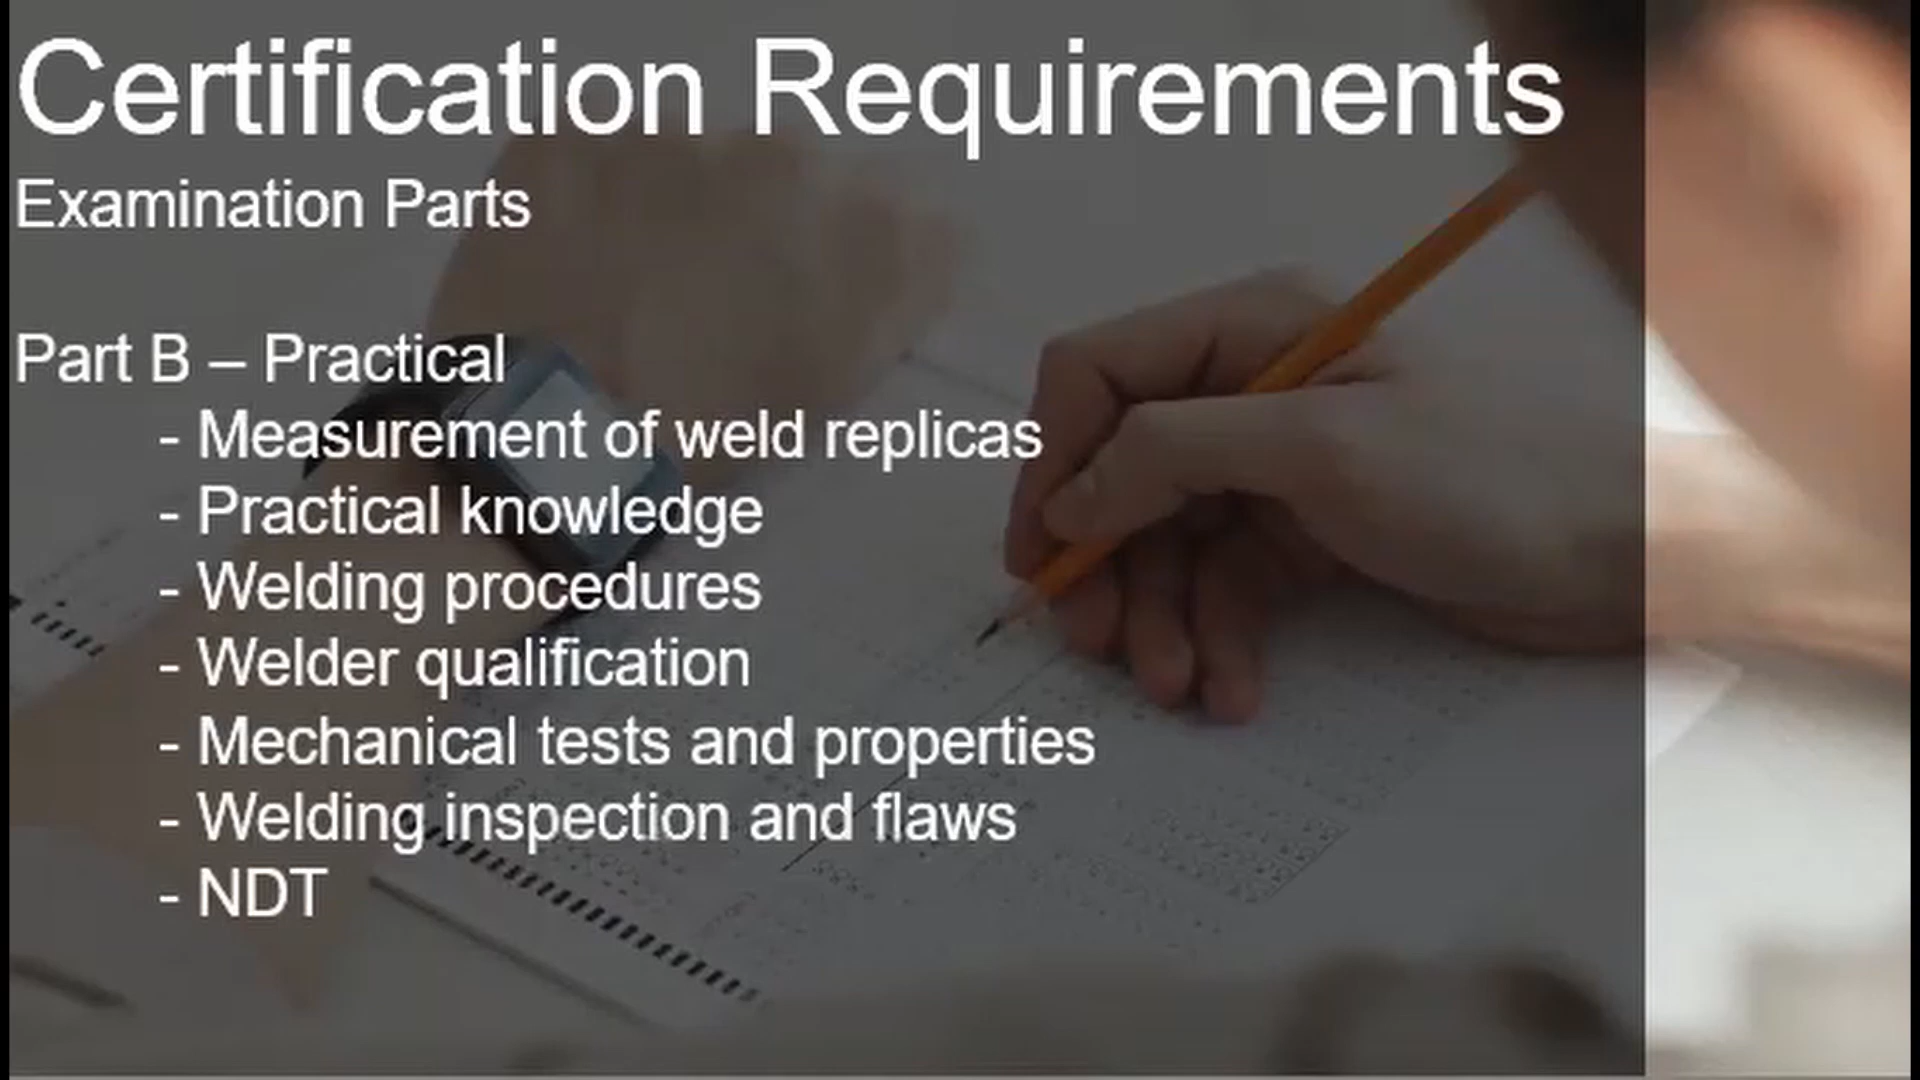 Certification Requirements
Examination Parts
Part B – Practical
- Measurement of weld replicas
- Practical knowledge
- Welding procedures
- Welder qualification
- Mechanical tests and properties
- Welding inspection and flaws
- NDT